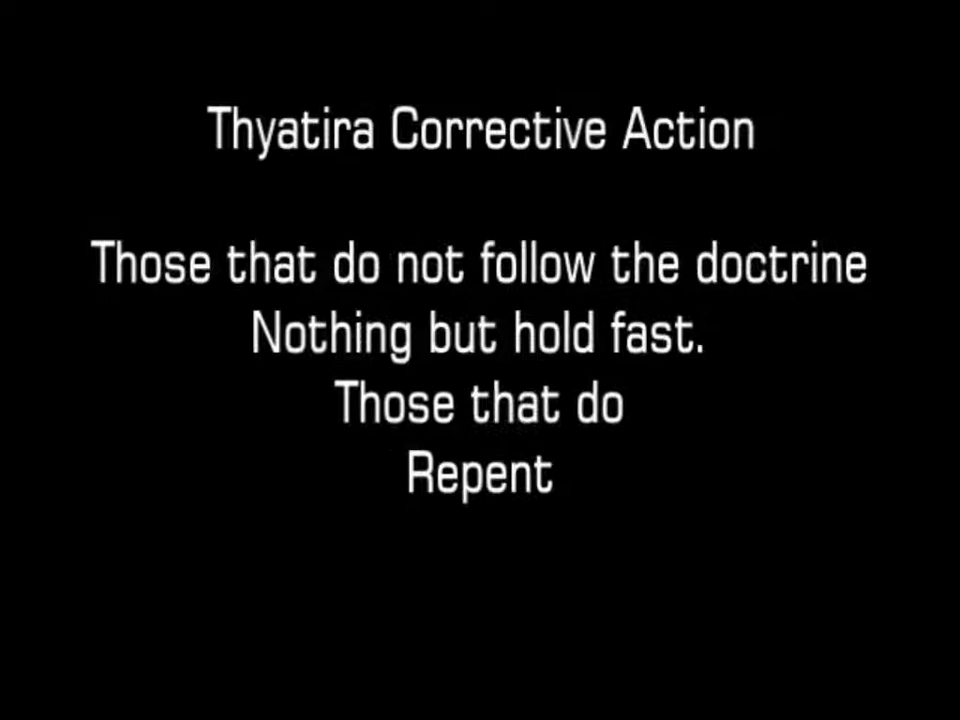 Thyatira Corrective Action
Those that do not follow the doctrine
Nothing but hold fast.
Those that do
Repent